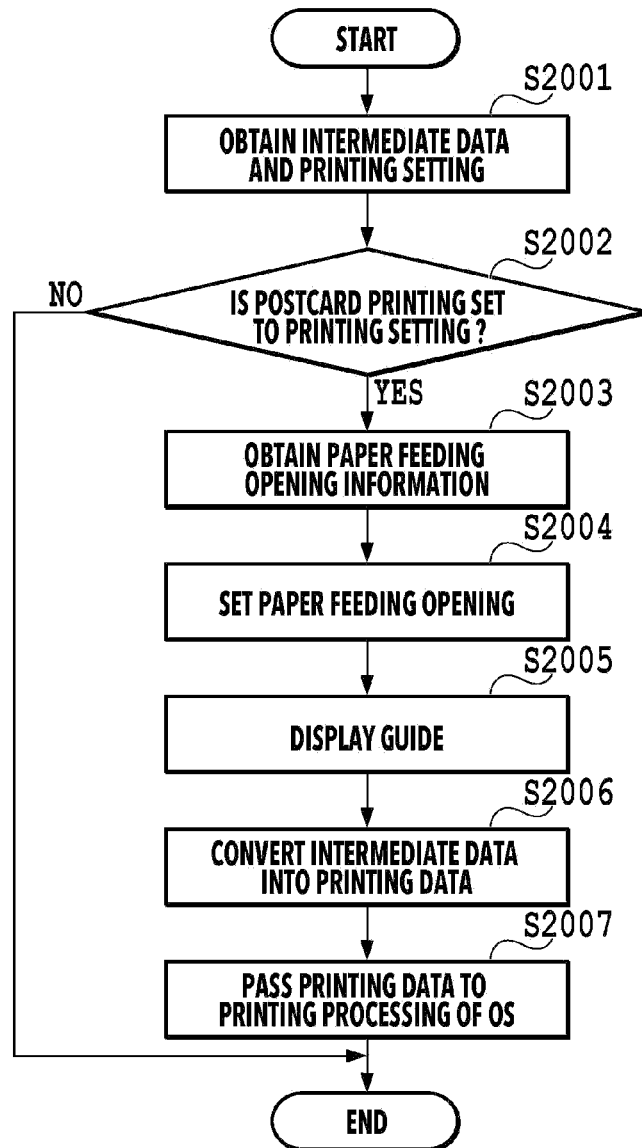 START
S2001
OBTAIN INTERMEDIATE DATA
AND PRINTING SETTING
S2002
NO
IS POSTCARD PRINTING SET
TO PRINTING SETTING ?
YES
S2003
OBTAIN PAPER FEEDING
OPENING INFORMATION
S2004
SET PAPER FEEDING OPENING
S2005
DISPLAY GUIDE
S2006
CONVERT INTERMEDIATE DATA
INTO PRINTING DATA
S2007
PASS PRINTING DATA TO
PRINTING PROCESSING OF OS
END